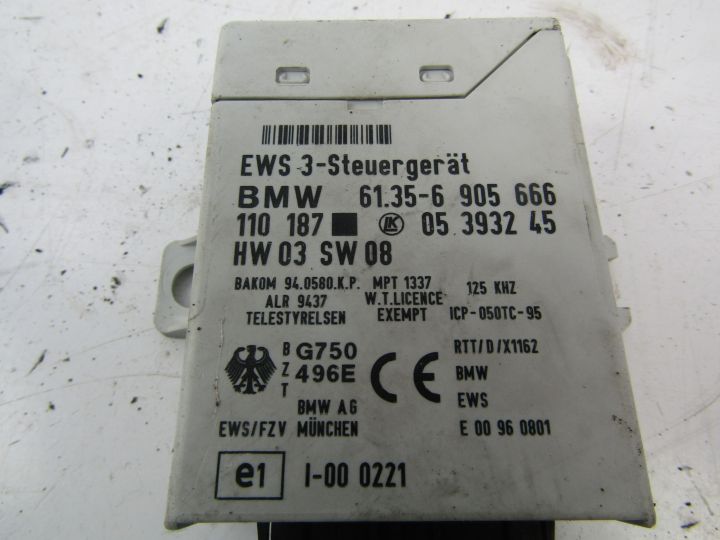 EWS 3-Steuergerät
BMW 61.35-6 905 666
110 187 LK 05 3932 45
HW 03 SW 08
BAKOM 94.0580.K.P. MPT 1337 125 KHZ
ALR 9437 W.T.LICENCE
TELESTYRELSEN EXEMPT ICP-050TC-95
BZT G750 496E CE RTT/D/X1162
BMW
BMW AG EWS
EWS/FZV MÜNCHEN E 00 96 0801
e1 I-00 0221